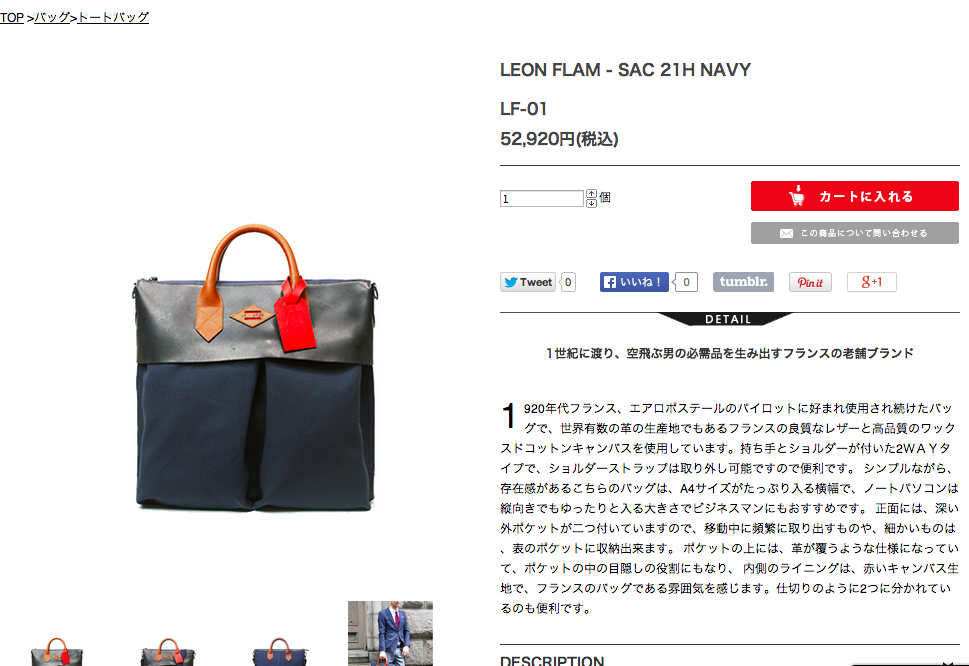 TOP >バッグ>トートバッグ
LEON FLAM - SAC 21H NAVY
LF-01
52,920円(税込)
1 個
カートに入れる
この商品について問い合わせる
Tweet 0 いいね！ 0 tumblr. Pin it g+1
DETAIL
1世紀に渡り、空飛ぶ男の必需品を生み出すフランスの老舗ブランド
1920年代フランス、エアロポステールのパイロットに好まれ使用され続けたバッ
グで、世界有数の革の生産地でもあるフランスの良質なレザーと高品質のワック
スドコットンキャンバスを使用しています。持ち手とショルダーが付いた2ＷＡＹタ
イプで、ショルダーストラップは取り外し可能ですので便利です。 シンプルながら、
存在感があるこちらのバッグは、A4サイズがたっぷり入る横幅で、ノートパソコンは
縦向きでもゆったりと入る大きさでビジネスマンにもおすすめです。 正面には、深い
外ポケットが二つ付いていますので、移動中に頻繁に取り出すものや、細かいものは
、表のポケットに収納出来ます。 ポケットの上には、革が覆うような仕様になってい
て、ポケットの中の目隠しの役割にもなり、 内側のライニングは、赤いキャンバス生
地で、フランスのバッグである雰囲気を感じます。仕切りのように2つに分かれてい
るのも便利です。
DESCRIPTION